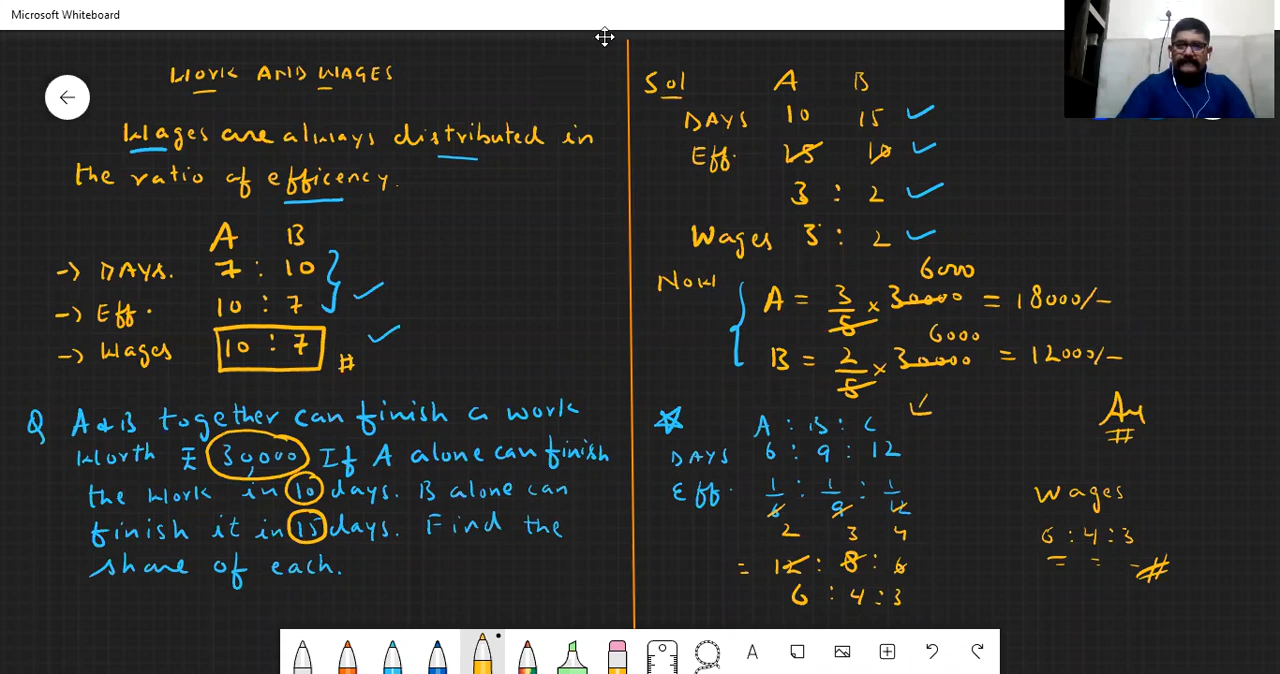 Microsoft Whiteboard
WORK AND WAGES
Wages are always distributed in
the ratio of efficency.
A B
-> DAYS. 7 : 10
-> Eff. 10 : 7
-> Wages 10 : 7 #
Q A & B together can finish a work
worth ₹ 30,000 If A alone can finish
the work in 10 days. B alone can
finish it in 15 days. Find the
share of each.
Sol A B
DAYS 10 15
Eff. 15 10
3 : 2
Wages 3 : 2
Now
6000
A = 3/5 × 30000 = 18000/-
6000
B = 2/5 × 30000 = 12000/-
Ans
#
A : B : C
DAYS 6 : 9 : 12
Eff. 1/6 : 1/9 : 1/12
2 3 4
= 12 : 8 : 6
6 : 4 : 3
Wages
6 : 4 : 3
#
A